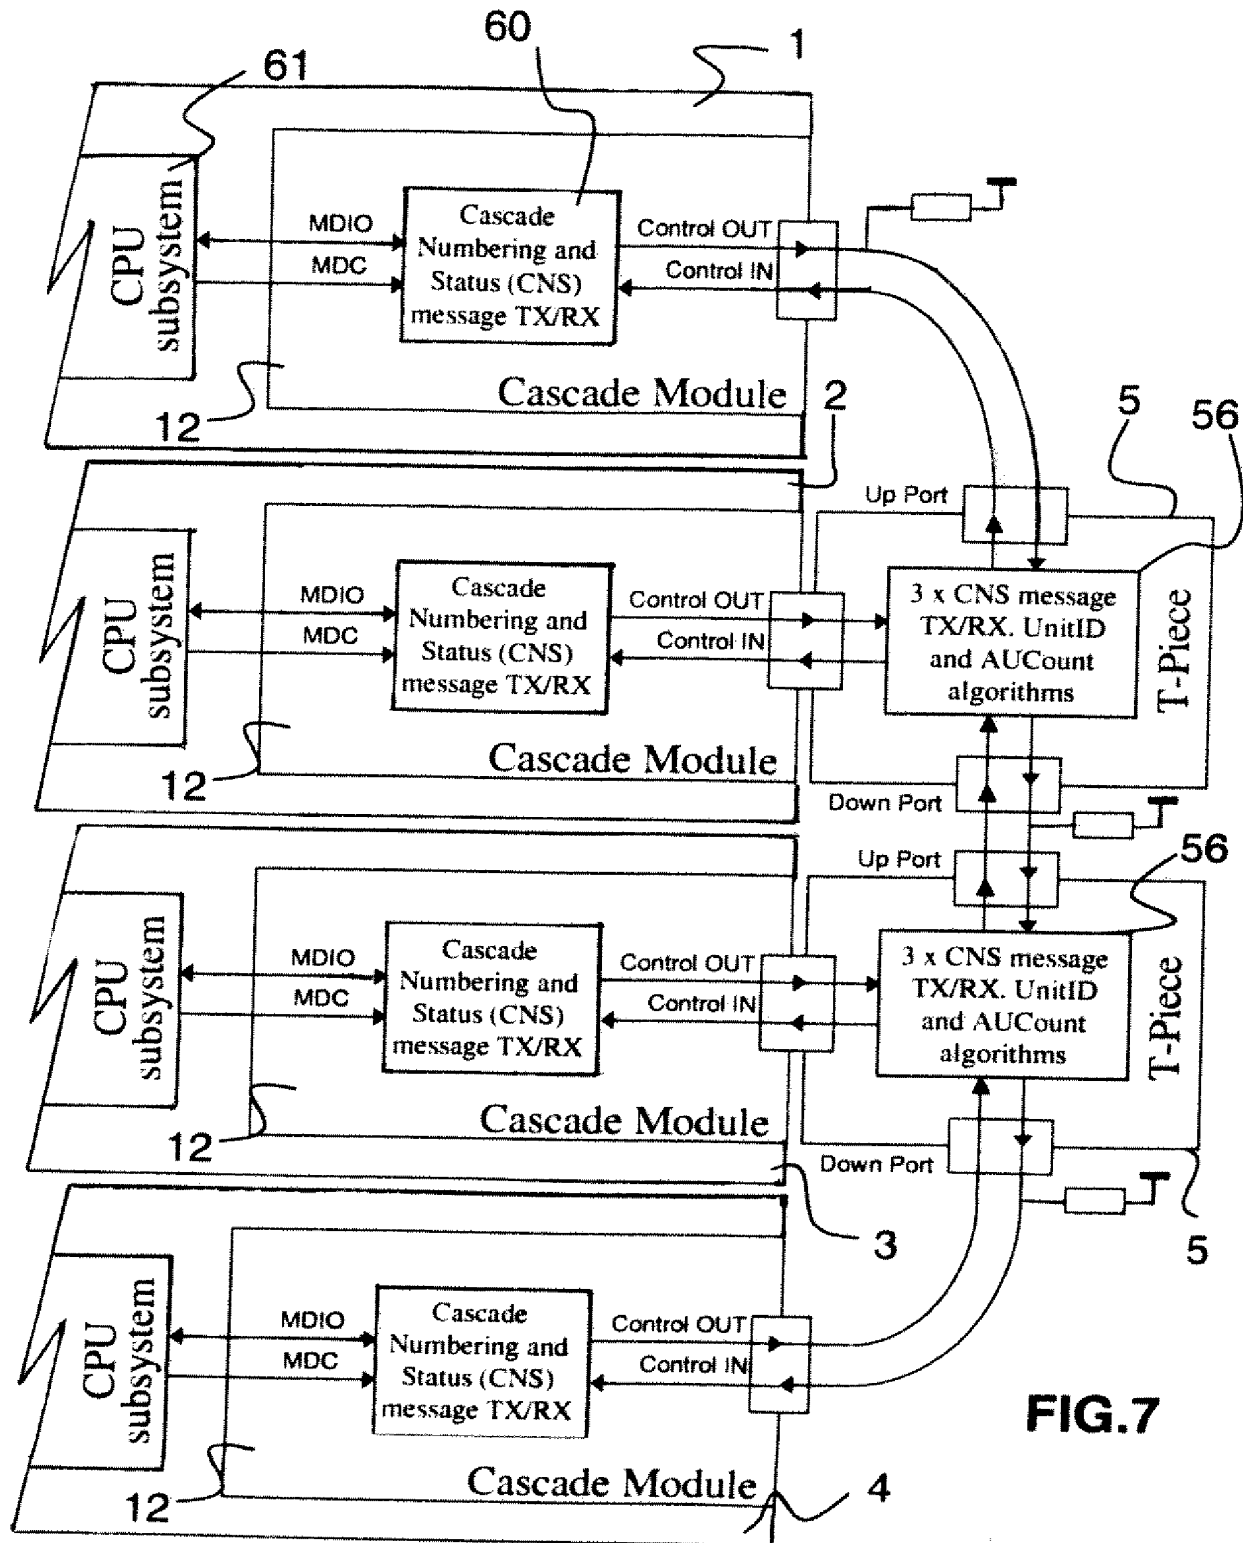 60
1
61
CPU
subsystem
MDIO
MDC
Cascade
Numbering and
Status (CNS)
message TX/RX
Control OUT
Control IN
12
Cascade Module
2
5
56
Up Port
CPU
subsystem
MDIO
MDC
Cascade
Numbering and
Status (CNS)
message TX/RX
Control OUT
Control IN
3 x CNS message
TX/RX. UnitID
and AUCount
algorithms
T-Piece
12
Cascade Module
Down Port
Up Port
56
CPU
subsystem
MDIO
MDC
Cascade
Numbering and
Status (CNS)
message TX/RX
Control OUT
Control IN
3 x CNS message
TX/RX. UnitID
and AUCount
algorithms
T-Piece
12
Cascade Module
Down Port
3
5
CPU
subsystem
MDIO
MDC
Cascade
Numbering and
Status (CNS)
message TX/RX
Control OUT
Control IN
12
Cascade Module
4
FIG.7